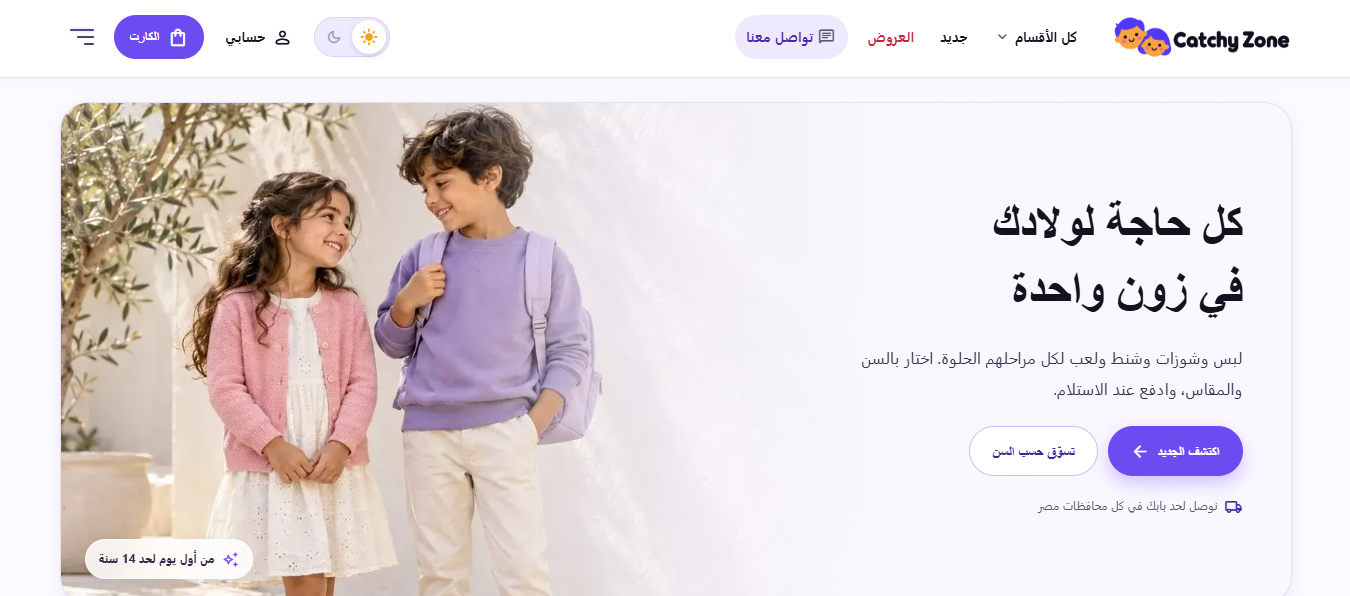 Catchy Zone
كل الأقسام
جديد
العروض
تواصل معنا
حسابي
الكارت
كل حاجة لولادك
في زون واحدة
لبس وشوزات وشنط ولعب لكل مراحلهم الحلوة. اختار بالسن
والمقاس، وادفع عند الاستلام.
اكتشف الجديد
تسوّق حسب السن
نوصل لحد بابك في كل محافظات مصر
من أول يوم لحد 14 سنة